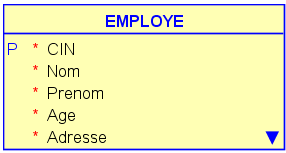 EMPLOYE
P * CIN
* Nom
* Prenom
* Age
* Adresse